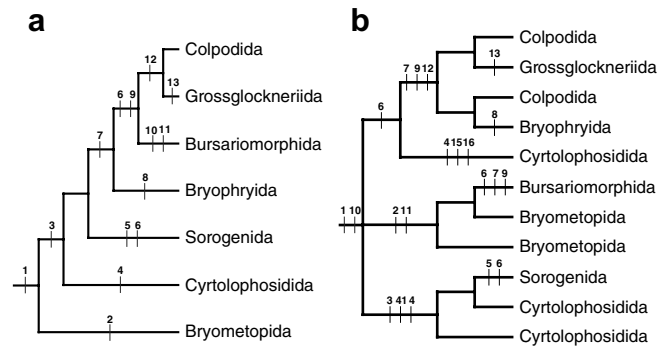 a
12
Colpodida
13
6 9
Grossglockneriida
10 11
7
Bursariomorphida
8
Bryophryida
3
5 6
Sorogenida
1
4
Cyrtolophosidida
2
Bryometopida
b
Colpodida
7 9 12
13
Grossglockneriida
6
Colpodida
8
Bryophryida
4 15 16
Cyrtolophosidida
6 7 9
Bursariomorphida
1 10
2 11
Bryometopida
Bryometopida
5 6
Sorogenida
3 41 4
Cyrtolophosidida
Cyrtolophosidida